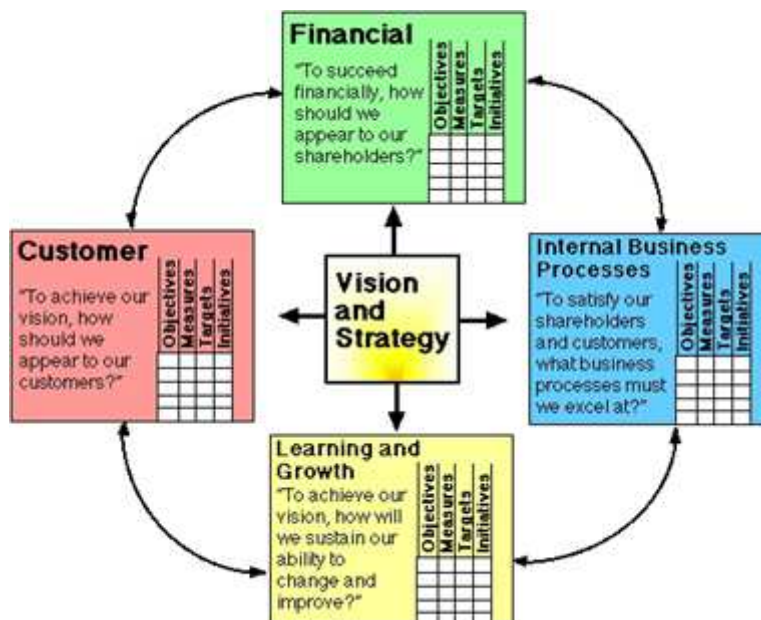 Financial
"To succeed
financially, how
should we
appear to our
shareholders?"
Objectives
Measures
Targets
Initiatives
Customer
"To achieve our
vision, how
should we
appear to our
customers?"
Objectives
Measures
Targets
Initiatives
Vision
and
Strategy
Internal Business
Processes
"To satisfy our
shareholders
and customers,
what business
processes must
we excel at?"
Objectives
Measures
Targets
Initiatives
Learning and
Growth
"To achieve our
vision, how will
we sustain our
ability to
change and
improve?"
Objectives
Measures
Targets
Initiatives